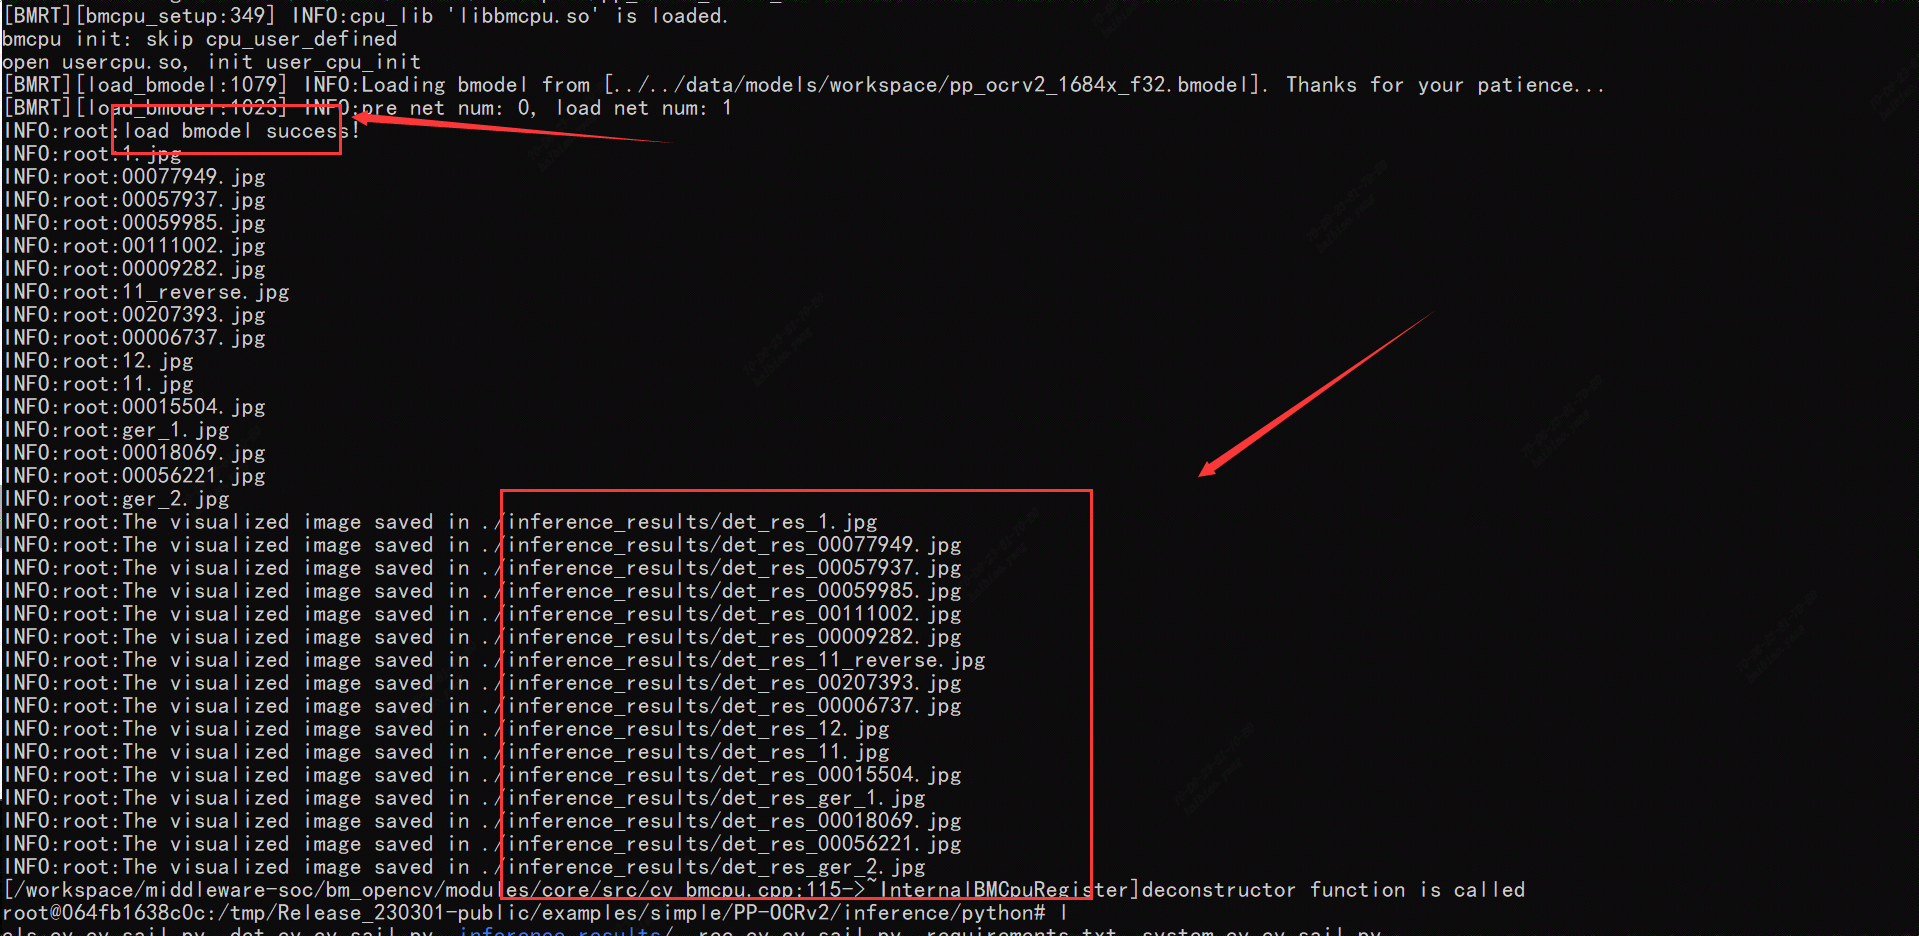 [BMRT][bmcpu_setup:349] INFO:cpu_lib 'libbmcpu.so' is loaded.
bmcpu init: skip cpu_user_defined
open usercpu.so, init user_cpu_init
[BMRT][load_bmodel:1079] INFO:Loading bmodel from [../../data/models/workspace/pp_ocrv2_1684x_f32.bmodel]. Thanks for your patience...
[BMRT][load_bmodel:1023] INFO:pre net num: 0, load net num: 1
INFO:root:load bmodel success!
INFO:root:1.jpg
INFO:root:00077949.jpg
INFO:root:00057937.jpg
INFO:root:00059985.jpg
INFO:root:00111002.jpg
INFO:root:00009282.jpg
INFO:root:11_reverse.jpg
INFO:root:00207393.jpg
INFO:root:00006737.jpg
INFO:root:12.jpg
INFO:root:11.jpg
INFO:root:00015504.jpg
INFO:root:ger_1.jpg
INFO:root:00018069.jpg
INFO:root:00056221.jpg
INFO:root:ger_2.jpg
INFO:root:The visualized image saved in ./inference_results/det_res_1.jpg
INFO:root:The visualized image saved in ./inference_results/det_res_00077949.jpg
INFO:root:The visualized image saved in ./inference_results/det_res_00057937.jpg
INFO:root:The visualized image saved in ./inference_results/det_res_00059985.jpg
INFO:root:The visualized image saved in ./inference_results/det_res_00111002.jpg
INFO:root:The visualized image saved in ./inference_results/det_res_00009282.jpg
INFO:root:The visualized image saved in ./inference_results/det_res_11_reverse.jpg
INFO:root:The visualized image saved in ./inference_results/det_res_00207393.jpg
INFO:root:The visualized image saved in ./inference_results/det_res_00006737.jpg
INFO:root:The visualized image saved in ./inference_results/det_res_12.jpg
INFO:root:The visualized image saved in ./inference_results/det_res_11.jpg
INFO:root:The visualized image saved in ./inference_results/det_res_00015504.jpg
INFO:root:The visualized image saved in ./inference_results/det_res_ger_1.jpg
INFO:root:The visualized image saved in ./inference_results/det_res_00018069.jpg
INFO:root:The visualized image saved in ./inference_results/det_res_00056221.jpg
INFO:root:The visualized image saved in ./inference_results/det_res_ger_2.jpg
[/workspace/middleware-soc/bm_opencv/modules/core/src/cv_bmcpu.cpp:115->~InternalBMCpuRegister]deconstructor function is called
root@064fb1638c0c:/tmp/Release_230301-public/examples/simple/PP-OCRv2/inference/python# l
cls_cv_cv_sail.py det_cv_cv_sail.py inference_results/ rec_cv_cv_sail.py requirements.txt system_cv_cv_sail.py